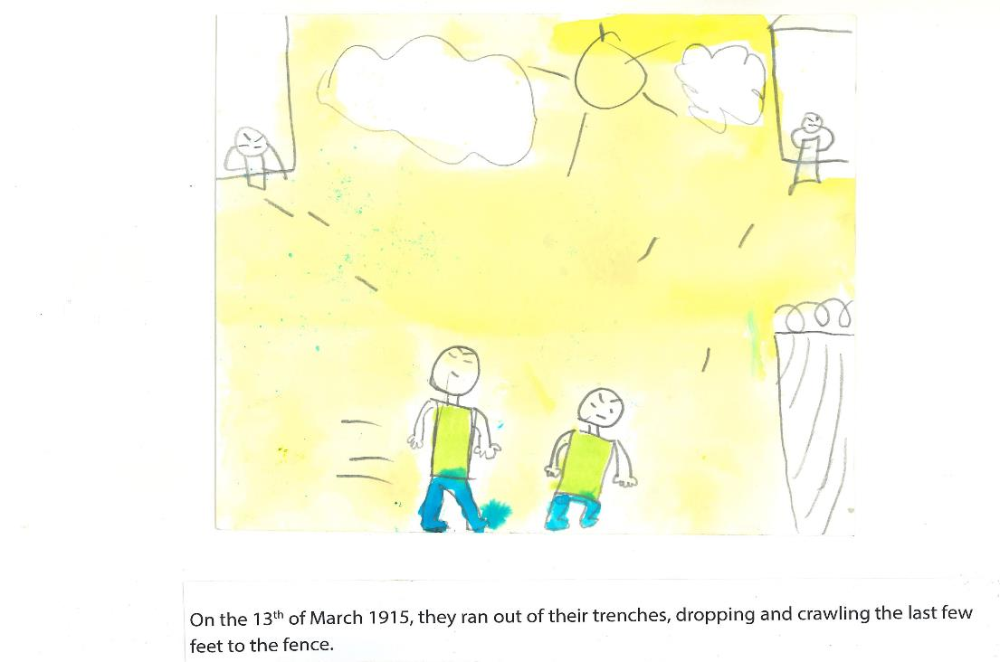 On the 13th of March 1915, they ran out of their trenches, dropping and crawling the last few
feet to the fence.